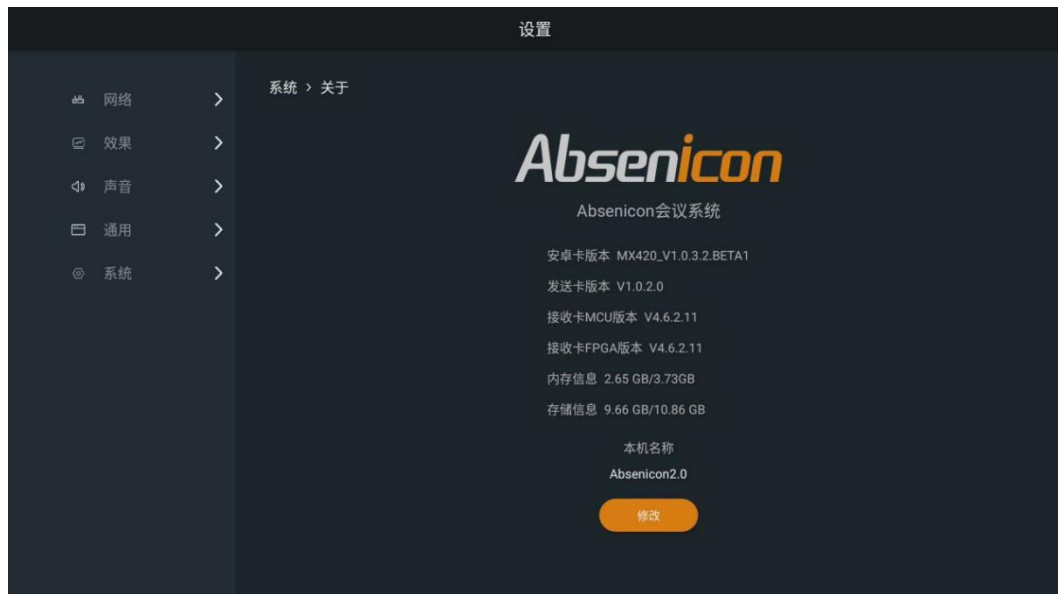 设置
网络
效果
声音
通用
系统
系统 > 关于
Absenicon
Absenicon会议系统
安卓卡版本 MX420_V1.0.3.2.BETA1
发送卡版本 V1.0.2.0
接收卡MCU版本 V4.6.2.11
接收卡FPGA版本 V4.6.2.11
内存信息 2.65 GB/3.73GB
存储信息 9.66 GB/10.86 GB
本机名称
Absenicon2.0
修改